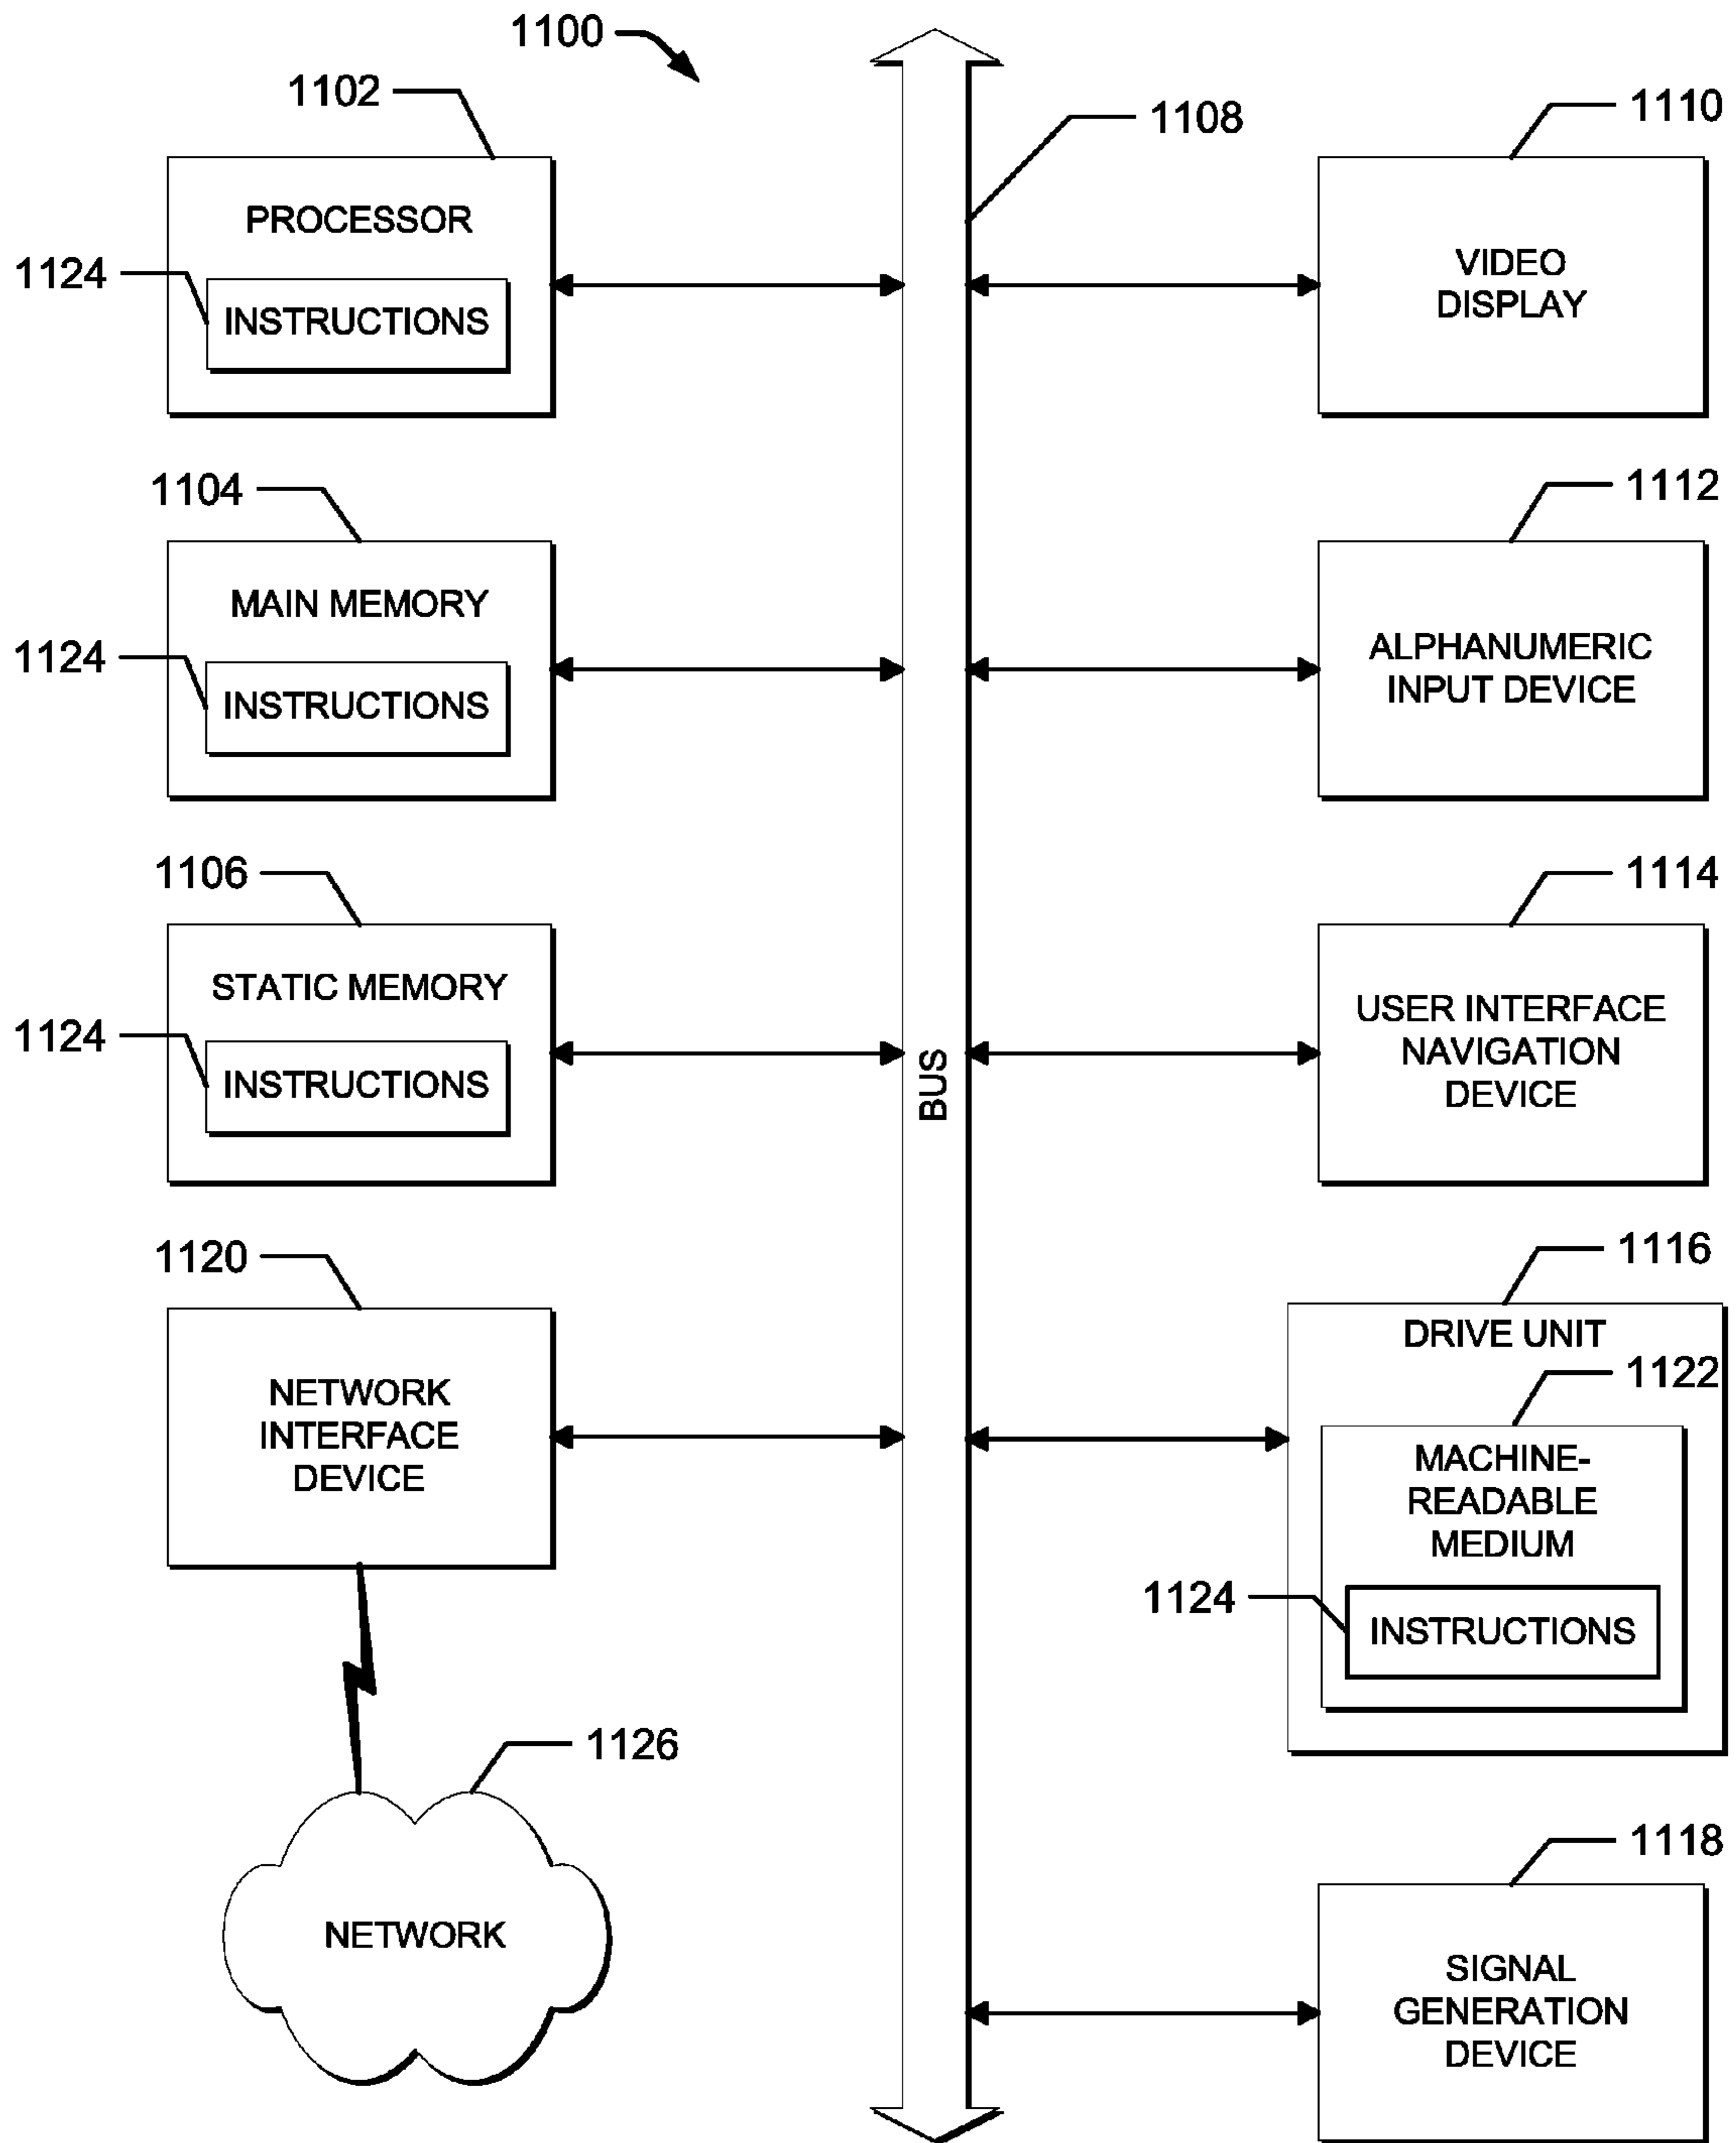 1100
1102
PROCESSOR
1124
INSTRUCTIONS
1104
MAIN MEMORY
1124
INSTRUCTIONS
1106
STATIC MEMORY
1124
INSTRUCTIONS
1120
NETWORK
INTERFACE
DEVICE
1126
NETWORK
1108
BUS
1110
VIDEO
DISPLAY
1112
ALPHANUMERIC
INPUT DEVICE
1114
USER INTERFACE
NAVIGATION
DEVICE
1116
DRIVE UNIT
1122
MACHINE-
READABLE
MEDIUM
1124
INSTRUCTIONS
1118
SIGNAL
GENERATION
DEVICE